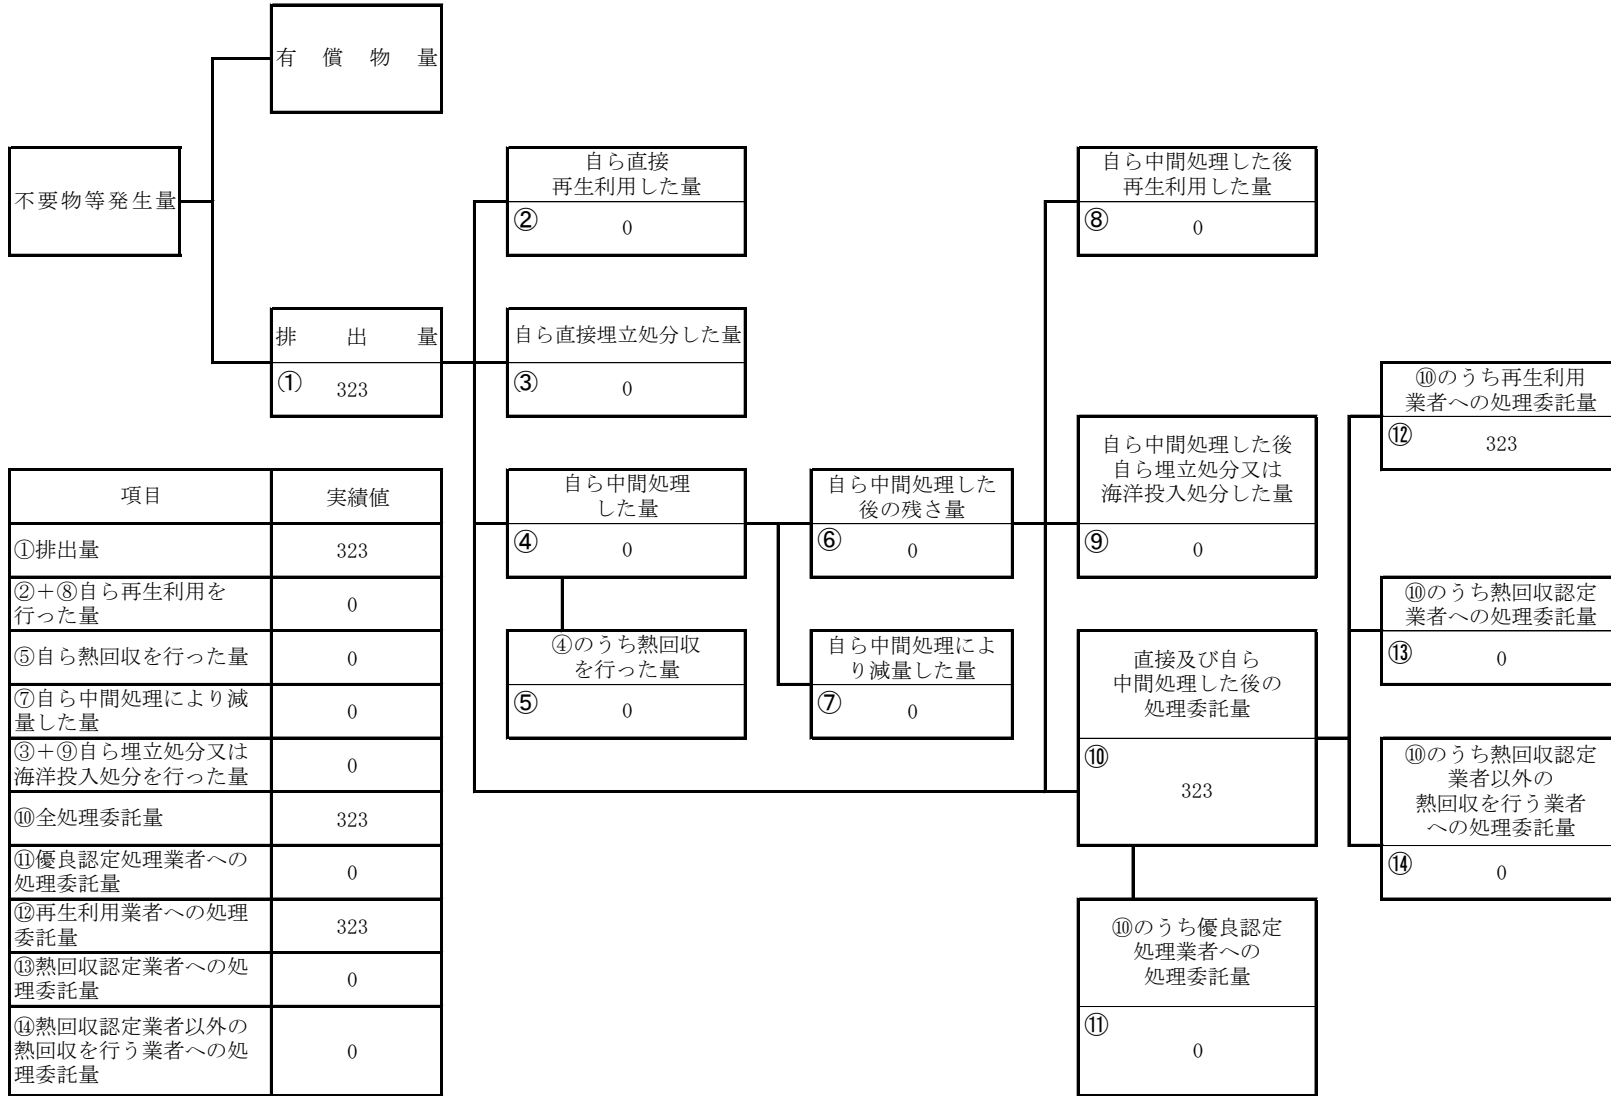 有償物量
不要物等発生量
排出量
① 323
自ら直接
再生利用した量
② 0
自ら直接埋立処分した量
③ 0
自ら中間処理
した量
④ 0
④のうち熱回収
を行った量
⑤ 0
自ら中間処理した
後の残さ量
⑥ 0
自ら中間処理によ
り減量した量
⑦ 0
自ら中間処理した後
再生利用した量
⑧ 0
自ら中間処理した後
自ら埋立処分又は
海洋投入処分した量
⑨ 0
直接及び自ら
中間処理した後の
処理委託量
⑩
323
⑩のうち優良認定
処理業者への
処理委託量
⑪
0
⑩のうち再生利用
業者への処理委託量
⑫ 323
⑩のうち熱回収認定
業者への処理委託量
⑬ 0
⑩のうち熱回収認定
業者以外の
熱回収を行う業者
への処理委託量
⑭ 0
項目 実績値
①排出量 323
②+⑧自ら再生利用を
行った量 0
⑤自ら熱回収を行った量 0
⑦自ら中間処理により減
量した量 0
③+⑨自ら埋立処分又は
海洋投入処分を行った量 0
⑩全処理委託量 323
⑪優良認定処理業者への
処理委託量 0
⑫再生利用業者への処理
委託量 323
⑬熱回収認定業者への処
理委託量 0
⑭熱回収認定業者以外の
熱回収を行う業者への処
理委託量 0